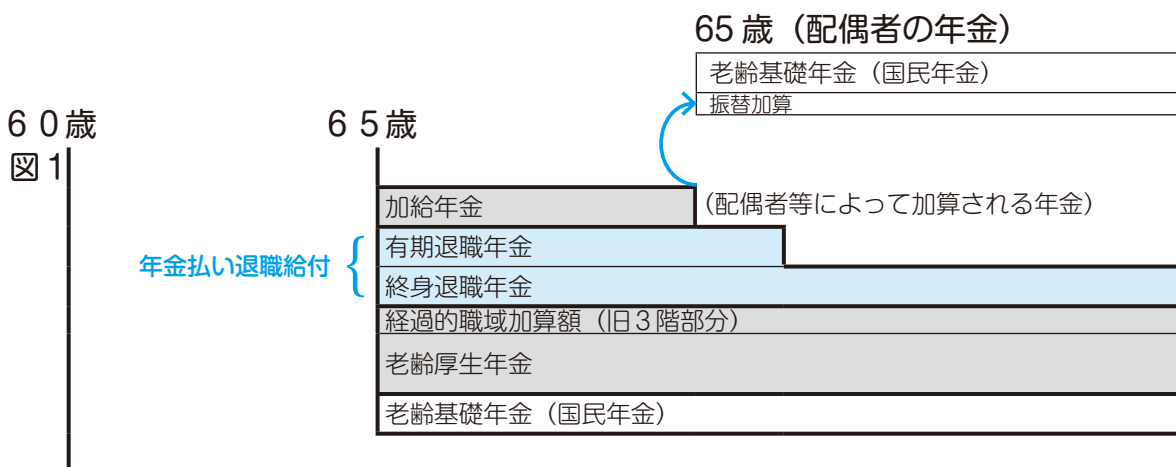 65歳（配偶者の年金）
老齢基礎年金（国民年金）
振替加算
６０歳
６５歳
図1
加給年金
（配偶者等によって加算される年金）
有期退職年金
年金払い退職給付
終身退職年金
経過的職域加算額（旧３階部分）
老齢厚生年金
老齢基礎年金（国民年金）